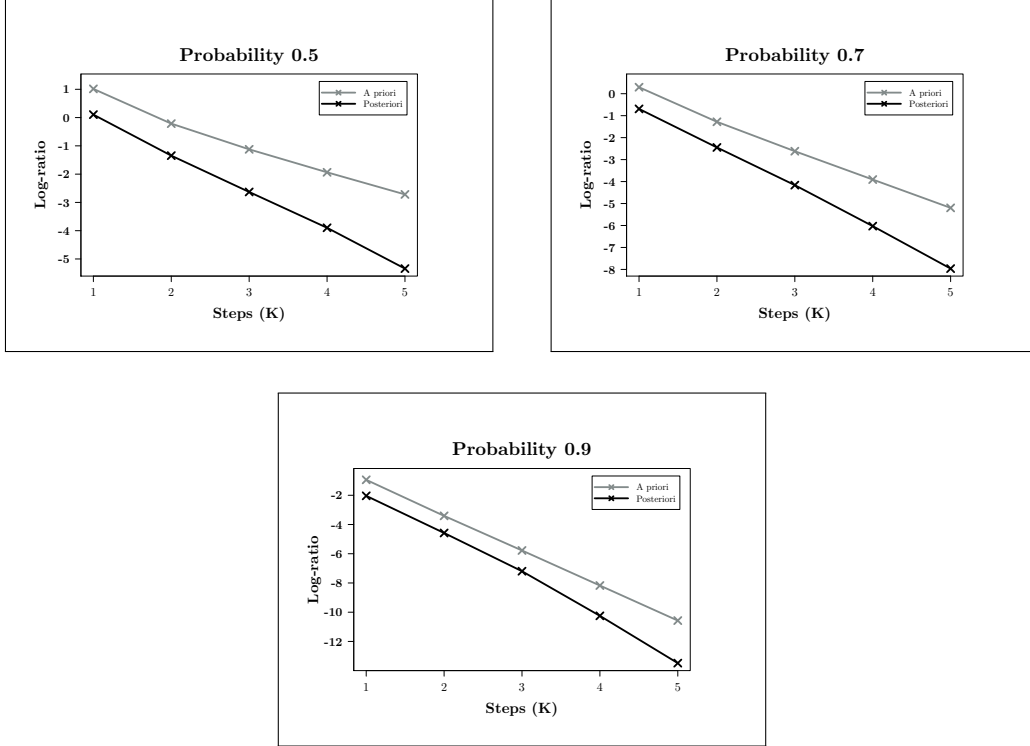 Probability 0.5
A priori
Posteriori
1
0
-1
-2
-3
-4
-5
Log-ratio
1 2 3 4 5
Steps (K)
Probability 0.7
A priori
Posteriori
0
-1
-2
-3
-4
-5
-6
-7
-8
Log-ratio
1 2 3 4 5
Steps (K)
Probability 0.9
A priori
Posteriori
-2
-4
-6
-8
-10
-12
Log-ratio
1 2 3 4 5
Steps (K)